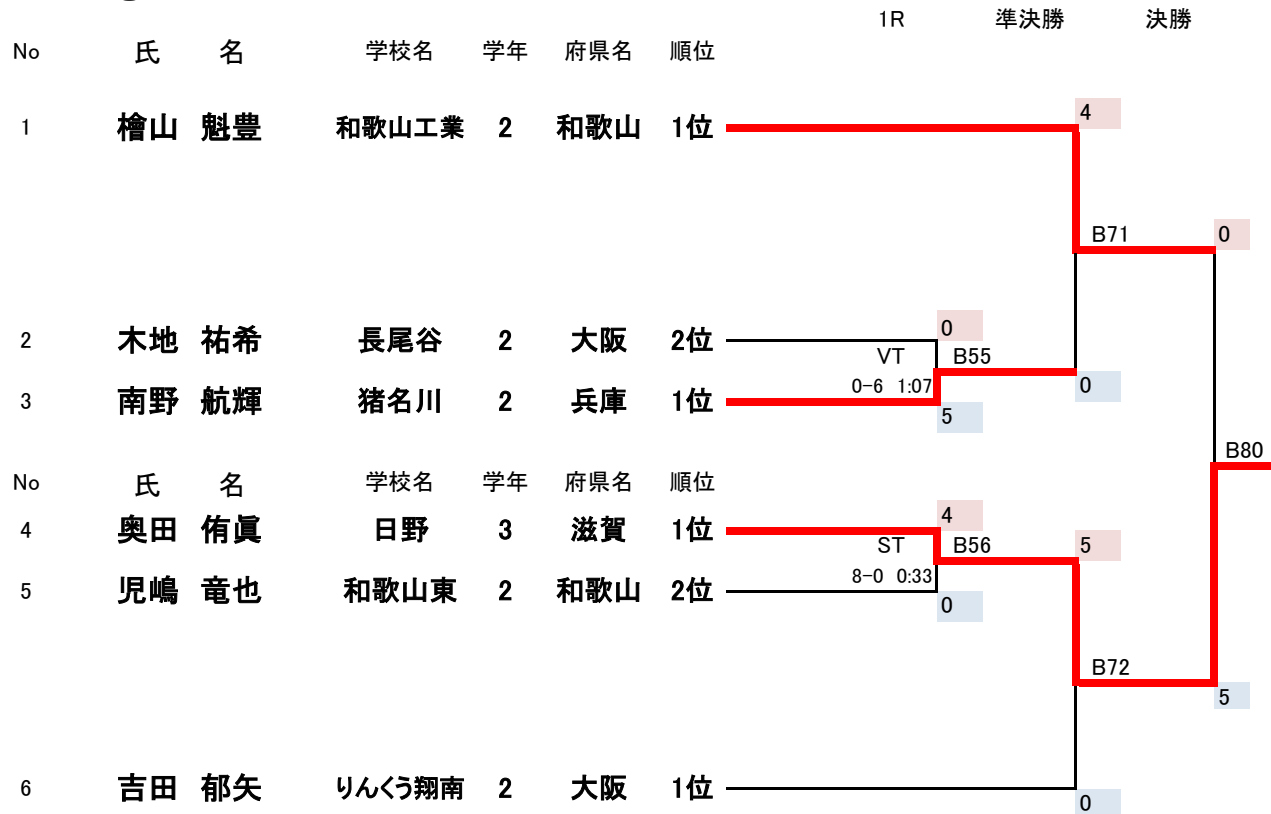 1R 準決勝 決勝
No 氏 名 学校名 学年 府県名 順位
4
1 檜山 魁豊 和歌山工業 2 和歌山 1位
B71 0
0
2 木地 祐希 長尾谷 2 大阪 2位
VT B55
0-6 1:07 0
3 南野 航輝 猪名川 2 兵庫 1位
5
B80
No 氏 名 学校名 学年 府県名 順位
4
4 奥田 侑眞 日野 3 滋賀 1位
ST B56 5
8-0 0:33
5 児嶋 竜也 和歌山東 2 和歌山 2位
0
B72
5
6 吉田 郁矢 りんくう翔南 2 大阪 1位
0